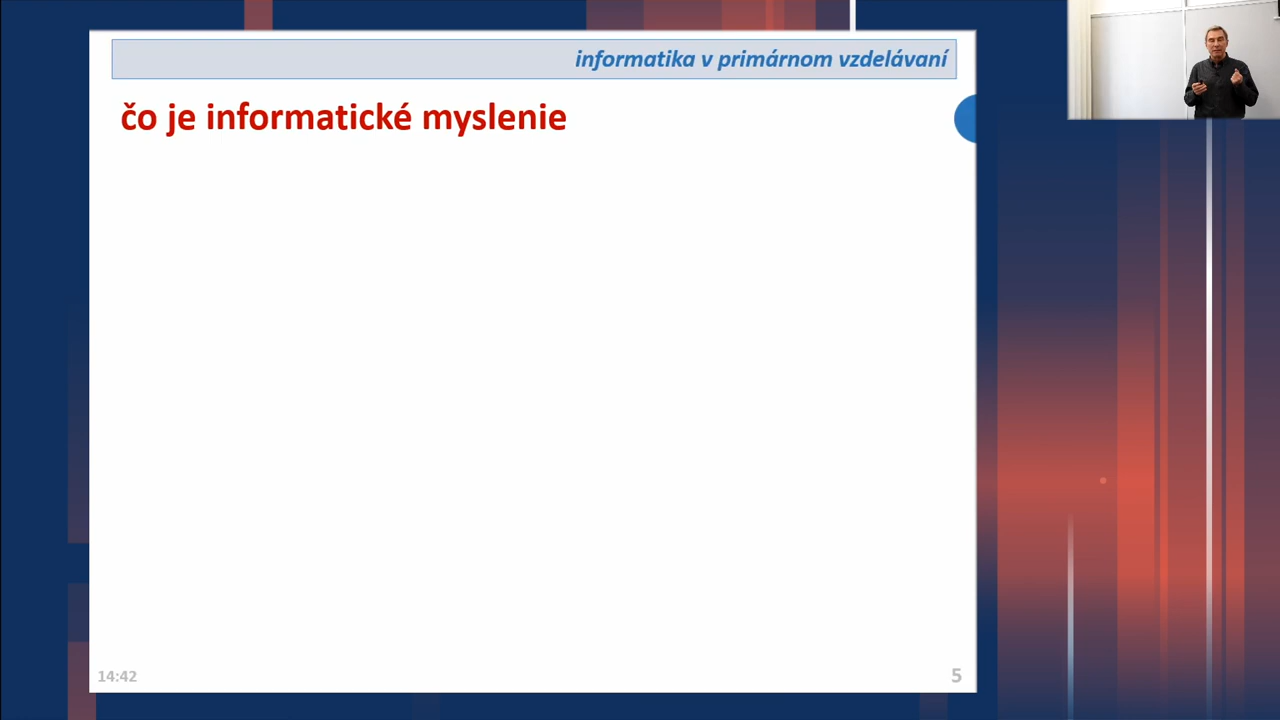 informatika v primárnom vzdelávaní
čo je informatické myslenie
14:42
5